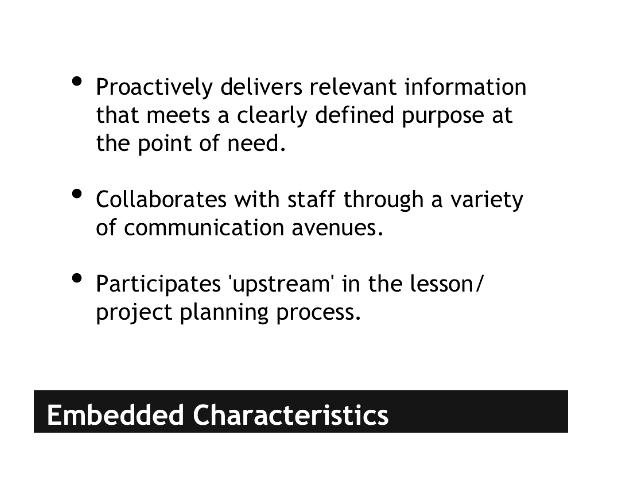 • Proactively delivers relevant information
that meets a clearly defined purpose at
the point of need.
• Collaborates with staff through a variety
of communication avenues.
• Participates 'upstream' in the lesson/
project planning process.
Embedded Characteristics